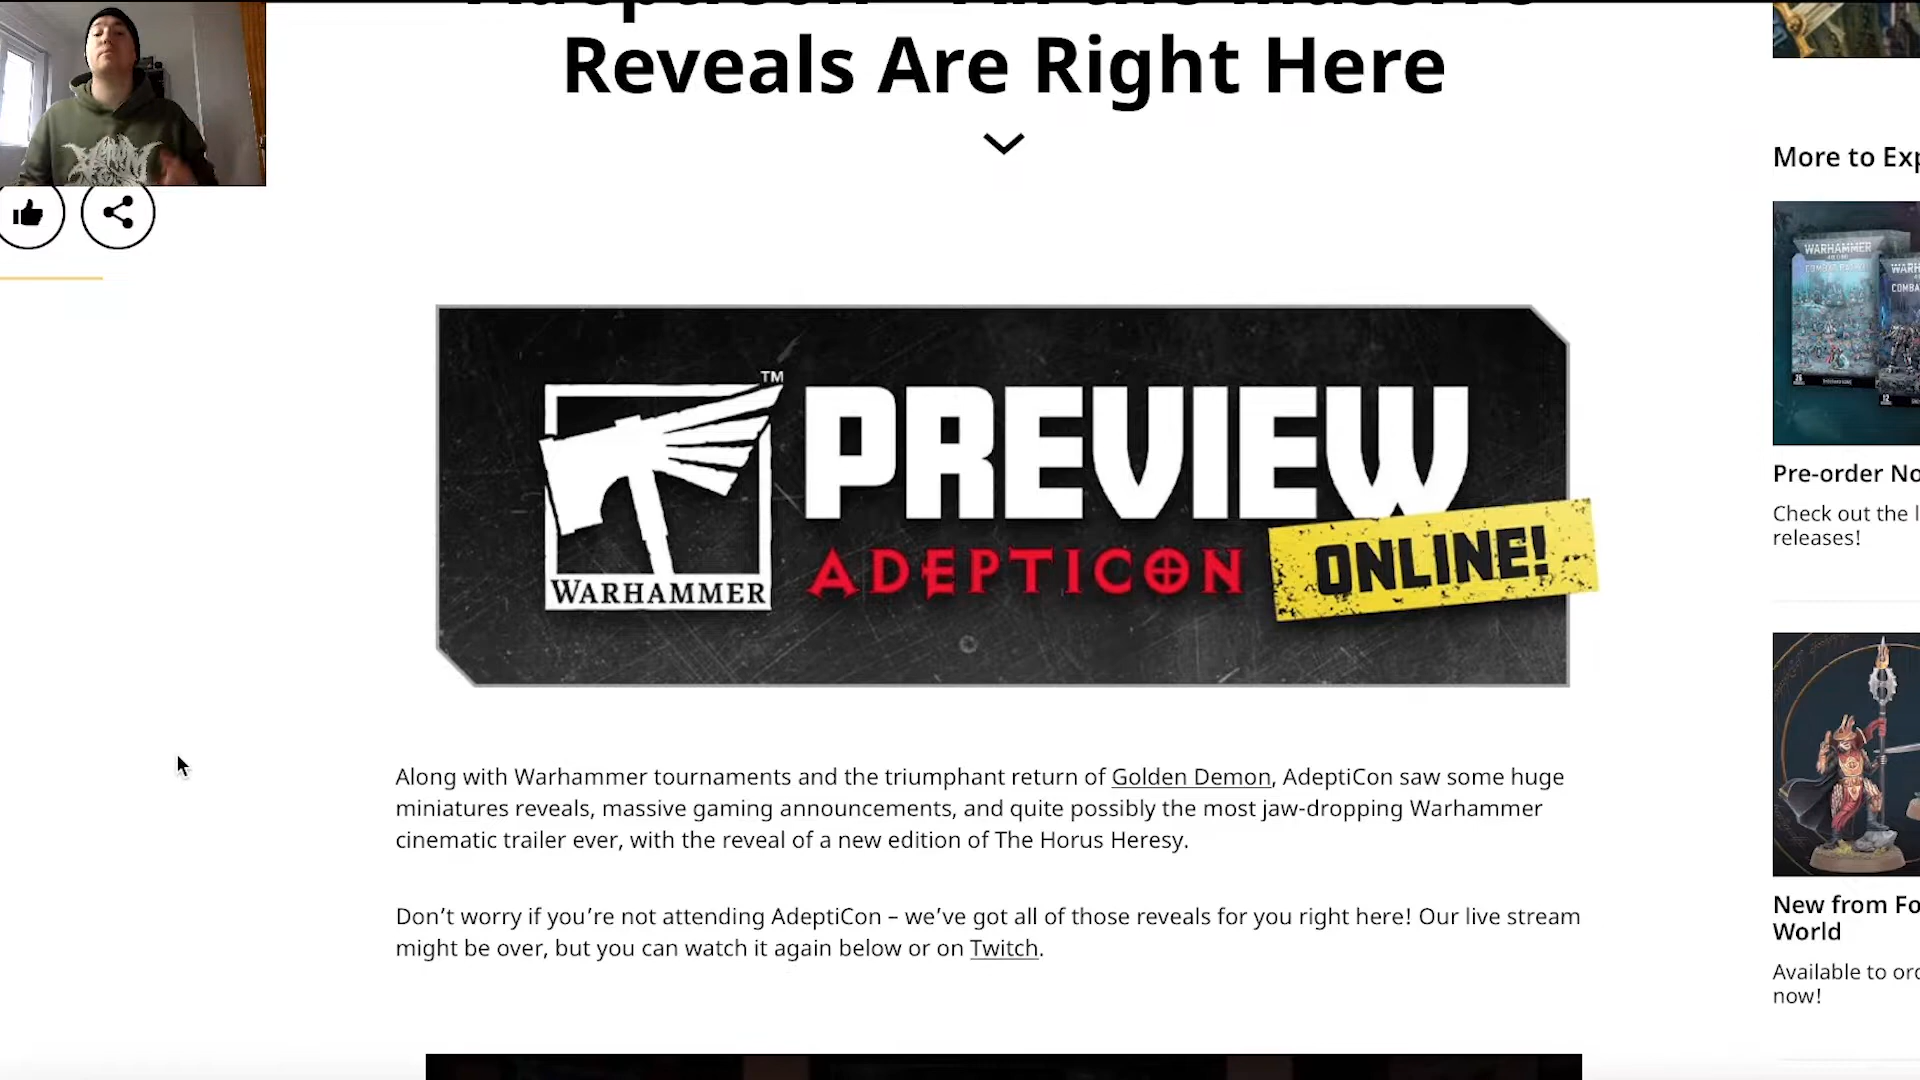 Reveals Are Right Here
More to Exp
WARHAMMER
TM
PREVIEW
ADEPTICON
ONLINE!
WARHAMMER
Pre-order No
Check out the l
releases!
Along with Warhammer tournaments and the triumphant return of Golden Demon, AdeptiCon saw some huge
miniatures reveals, massive gaming announcements, and quite possibly the most jaw-dropping Warhammer
cinematic trailer ever, with the reveal of a new edition of The Horus Heresy.
Don’t worry if you’re not attending AdeptiCon – we’ve got all of those reveals for you right here! Our live stream
might be over, but you can watch it again below or on Twitch.
New from Fo
World
Available to ord
now!